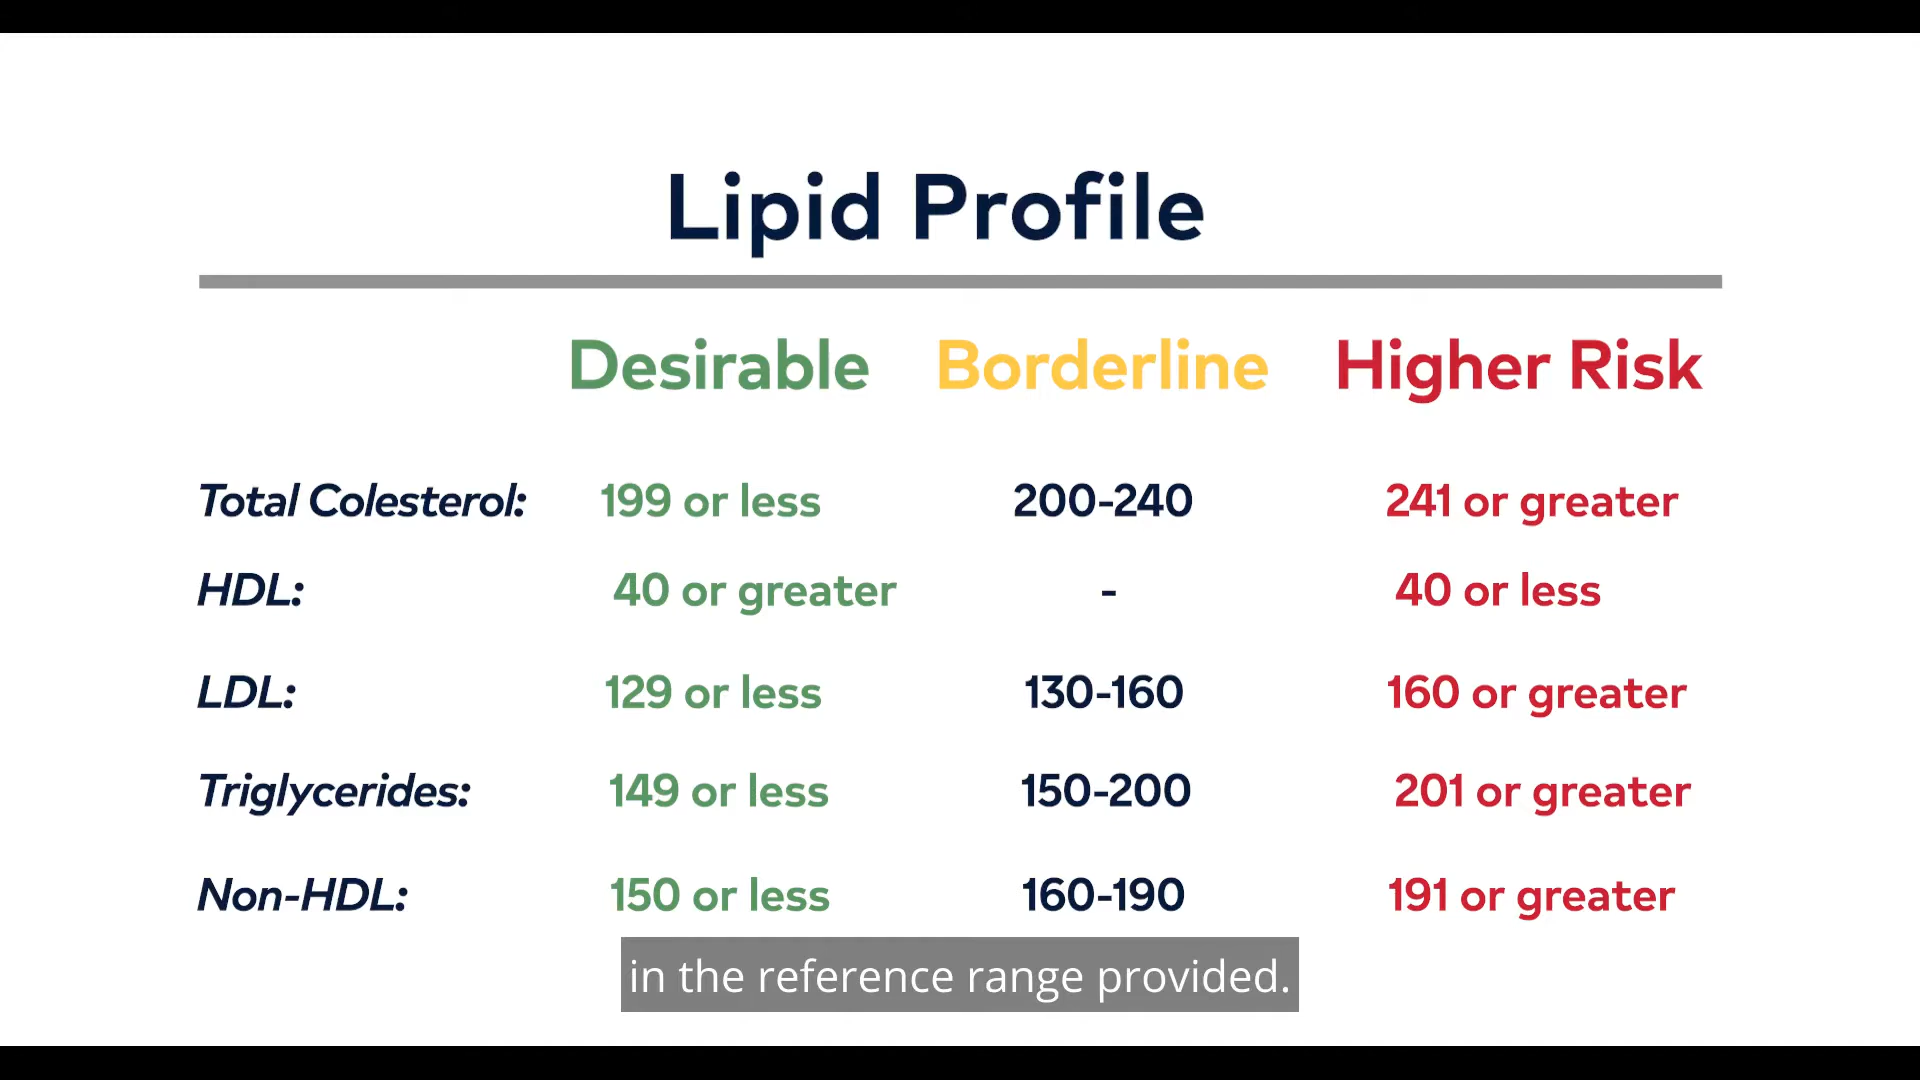 Lipid Profile
Desirable Borderline Higher Risk
Total Colesterol: 199 or less 200-240 241 or greater
HDL: 40 or greater - 40 or less
LDL: 129 or less 130-160 160 or greater
Triglycerides: 149 or less 150-200 201 or greater
Non-HDL: 150 or less 160-190 191 or greater
in the reference range provided.